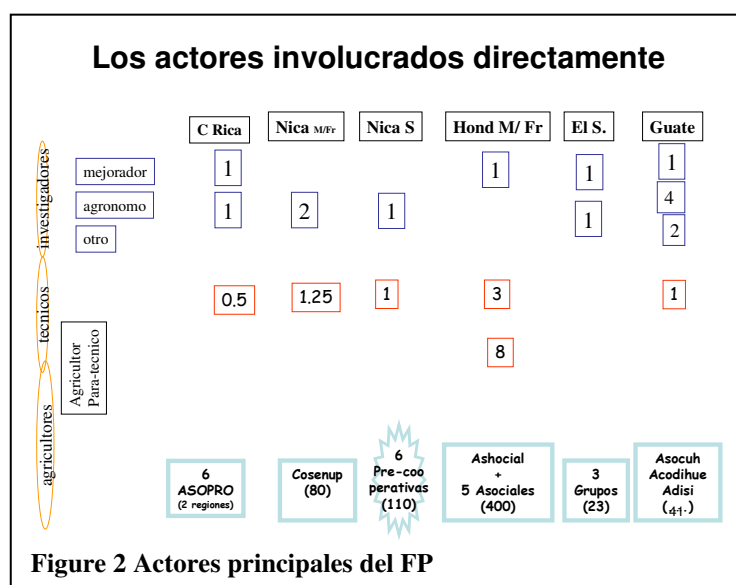 Los actores involucrados directamente
C Rica
Nica M/Fr
Nica S
Hond M/ Fr
El S.
Guate
investigadores
mejorador
1
1
1
1
agronomo
1
2
1
1
4
otro
2
tecnicos
0.5
1.25
1
3
1
Agricultor
Para-tecnico
8
agricultores
6
ASOPRO
(2 regiones)
Cosenup
(80)
6
Pre-coo
perativas
(110)
Ashocial
+
5 Asociales
(400)
3
Grupos
(23)
Asocuh
Acodihue
Adisi
Figure 2 Actores principales del FP